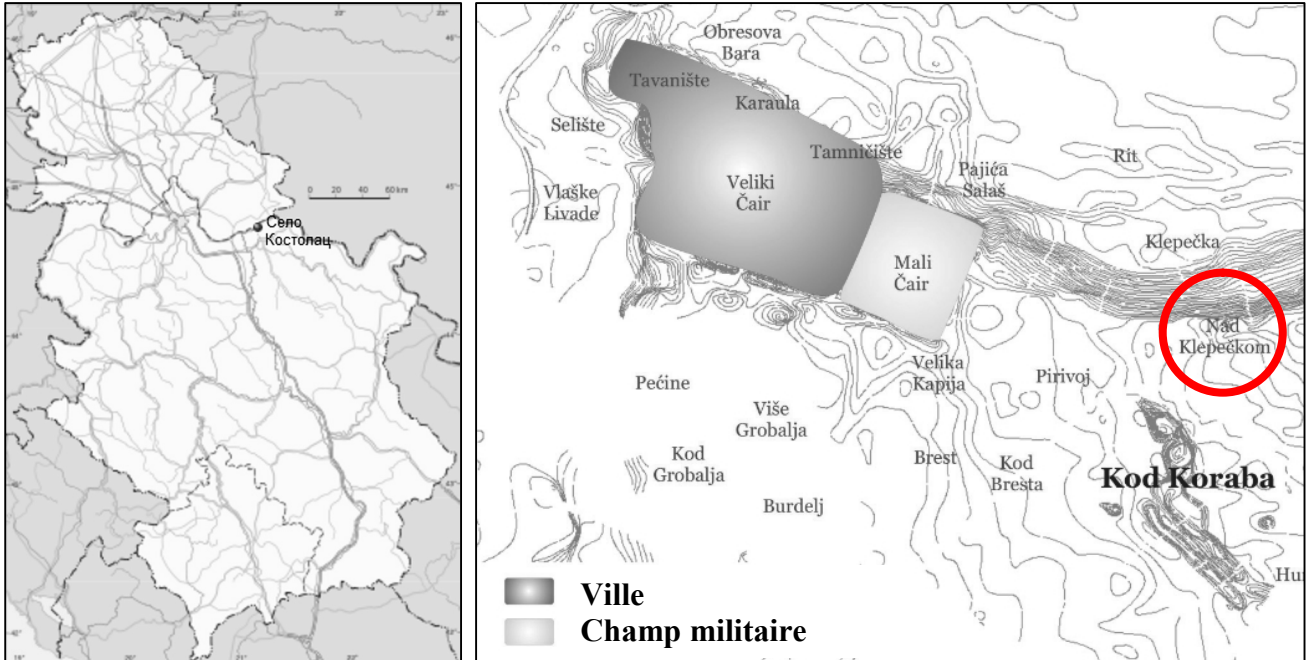 0 20 40 60 km
Село
Костолац
Obresova
Bara
Tavanište
Karaula
Selište
Tamničište
Rit
Pajića
Salaš
Veliki
Čair
Vlaške
Livade
Klepečka
Mali
Čair
Nad
Klepečkom
Velika
Kapija
Pirivoj
Pećine
Više
Grobalja
Kod
Grobalja
Brest
Kod
Bresta
Kod Koraba
Burdelj
Ville
Champ militaire